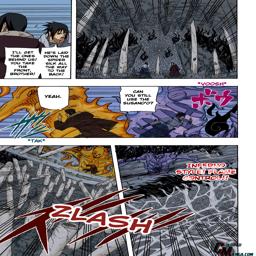 I'LL GET
THE ONES
BEHIND US!
YOU TAKE
THE
FRONT,
BROTHER!
HE'S LAID
DOWN THE
SPIDER
SILK ALL
THE WAY
TO THE
BACK!
*YOOSH*
YEAH.
CAN YOU
STILL USE
THE
SUSANO'O?
*TAK*
INFERNO
STYLE! FLAME
CONTROL!!
ZLASH